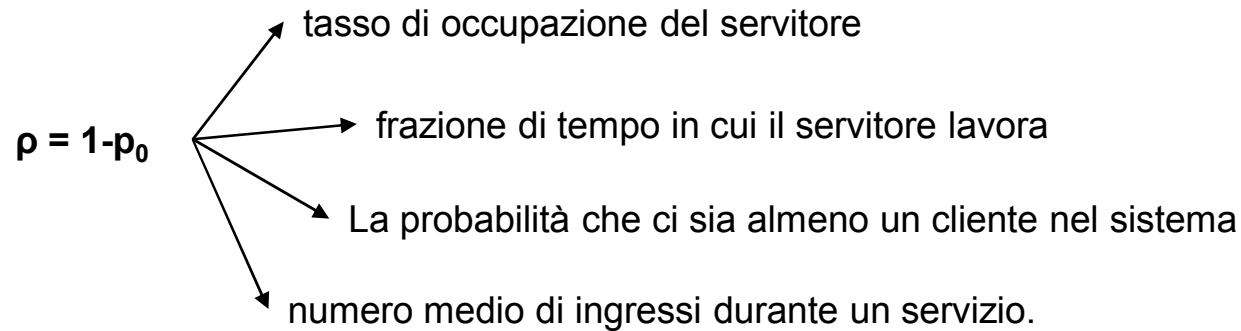 tasso di occupazione del servitore
frazione di tempo in cui il servitore lavora
ρ = 1-p₀
La probabilità che ci sia almeno un cliente nel sistema
numero medio di ingressi durante un servizio.